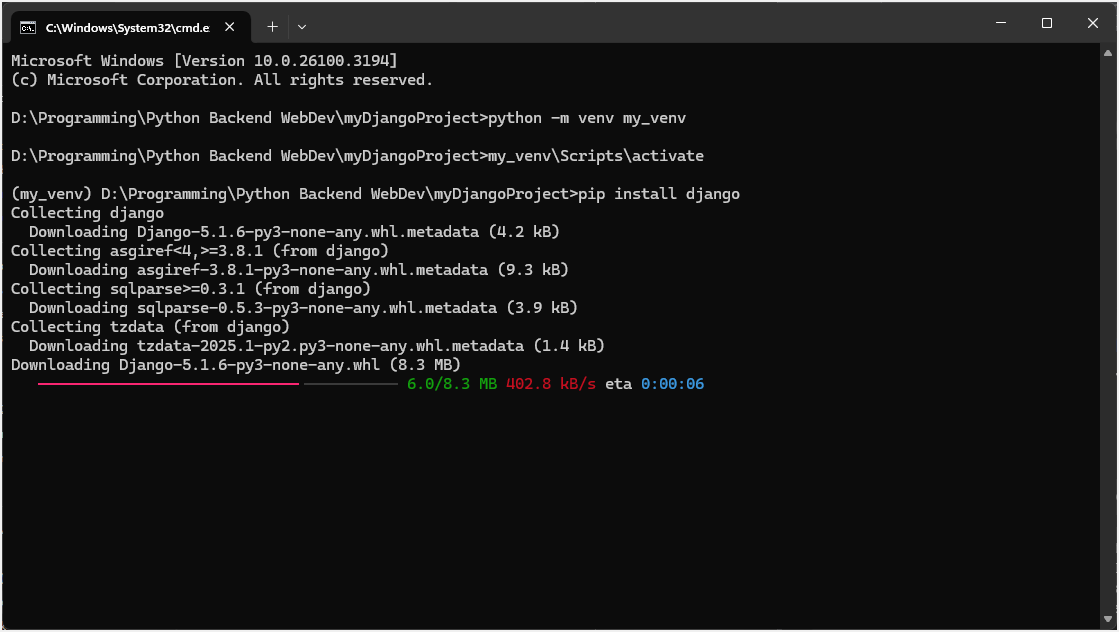 C:\Windows\System32\cmd.e
Microsoft Windows [Version 10.0.26100.3194]
(c) Microsoft Corporation. All rights reserved.
D:\Programming\Python Backend WebDev\myDjangoProject>python -m venv my_venv
D:\Programming\Python Backend WebDev\myDjangoProject>my_venv\Scripts\activate
(my_venv) D:\Programming\Python Backend WebDev\myDjangoProject>pip install django
Collecting django
  Downloading Django-5.1.6-py3-none-any.whl.metadata (4.2 kB)
Collecting asgiref<4,>=3.8.1 (from django)
  Downloading asgiref-3.8.1-py3-none-any.whl.metadata (9.3 kB)
Collecting sqlparse>=0.3.1 (from django)
  Downloading sqlparse-0.5.3-py3-none-any.whl.metadata (3.9 kB)
Collecting tzdata (from django)
  Downloading tzdata-2025.1-py2.py3-none-any.whl.metadata (1.4 kB)
Downloading Django-5.1.6-py3-none-any.whl (8.3 MB)
6.0/8.3 MB 402.8 kB/s eta 0:00:06